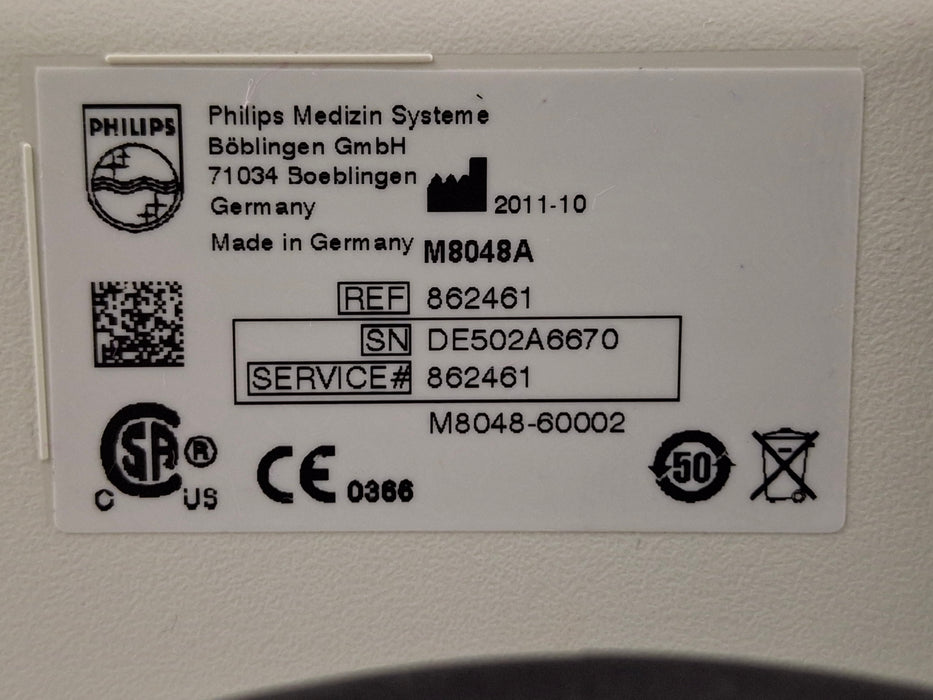 PHILIPS
Philips Medizin Systeme
Böblingen GmbH
71034 Boeblingen
Germany
2011-10
Made in Germany
M8048A
REF 862461
SN DE502A6670
SERVICE# 862461
M8048-60002
CSA ®
C US
CE 0366
50